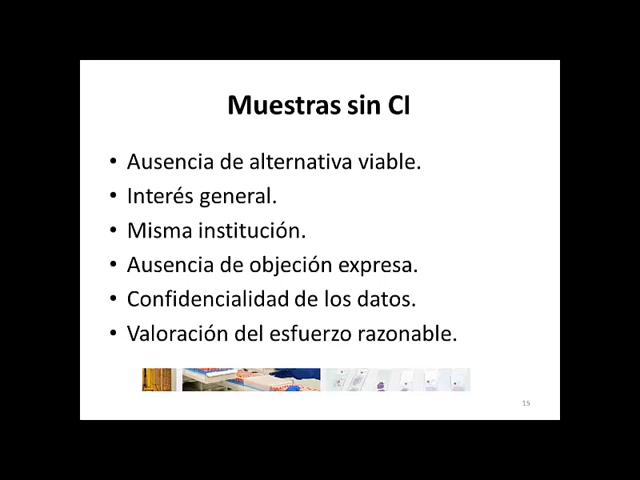 Muestras sin CI
• Ausencia de alternativa viable.
• Interés general.
• Misma institución.
• Ausencia de objeción expresa.
• Confidencialidad de los datos.
• Valoración del esfuerzo razonable.
15